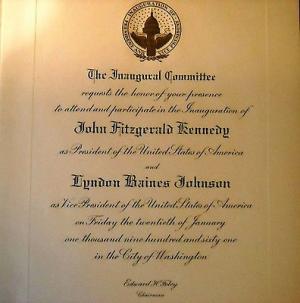 The Inaugural Committee
requests the honor of your presence
to attend and participate in the Inauguration of
John Fitzgerald Kennedy
as President of the United States of America
and
Lyndon Baines Johnson
as Vice President of the United States of America
on Friday the twentieth of January
one thousand nine hundred and sixty one
in the City of Washington
Edward H. Foley
Chairman